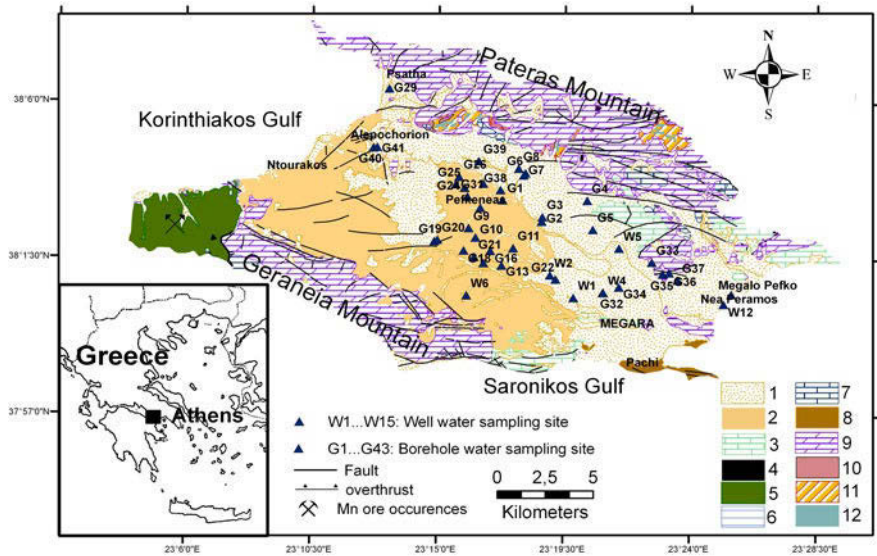 Psatha
G29
Pateras Mountain
N
W E
S
38°6'0"N
Korinthiakos Gulf
Alepochorion
G41
G40
Ntourakos
G39
G26
G6
G8
G7
G25
G31
G38
G1
G4
G3
G9
G2
G5
G19
G20
G10
G11
W5
38°1'30"N
G21
G18
G16
G13
G22
W2
G33
G37
G35
G36
Geraneia Mountain
W6
W1
W4
G34
G32
Megalo Pefko
Nea Peramos
W12
MEGARA
Pachi
Saronikos Gulf
37°57'0"N
Greece
Athens
W1...W15: Well water sampling site
G1...G43: Borehole water sampling site
Fault
overthrust
Mn ore occurences
0 2,5 5
Kilometers
1 7
2 8
3 9
4 10
5 11
6 12
23°6'0"E 23°10'30"E 23°15'0"E 23°19'30"E 23°24'0"E 23°28'30"E